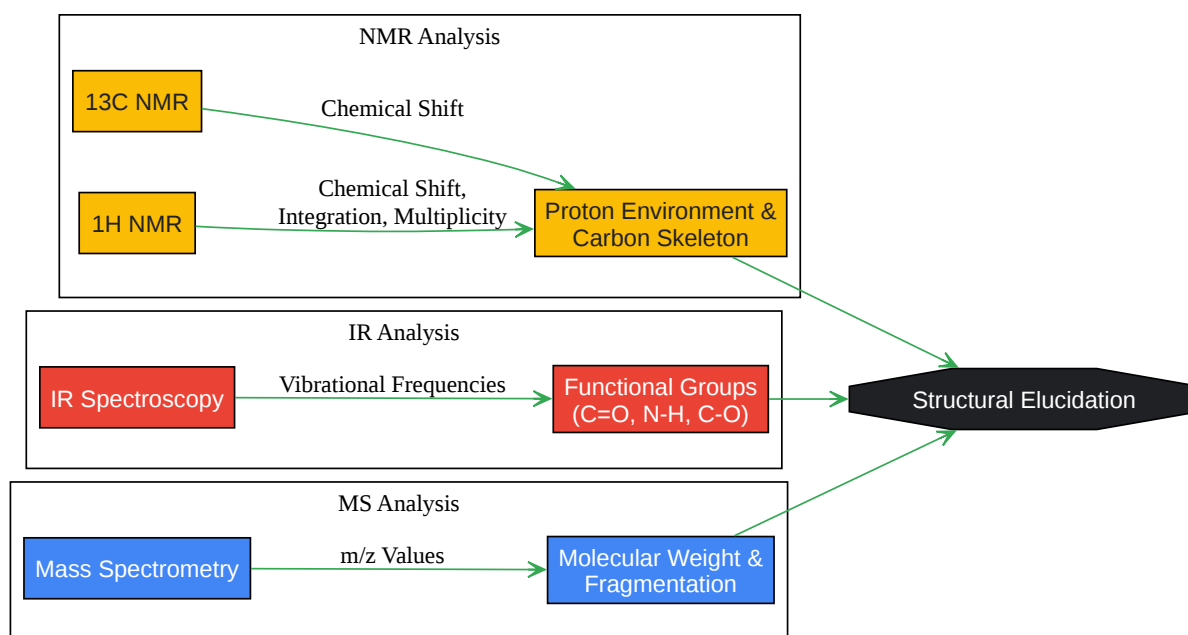 NMR Analysis
13C NMR
Chemical Shift
1H NMR
Chemical Shift,
Integration, Multiplicity
Proton Environment &
Carbon Skeleton
IR Analysis
IR Spectroscopy
Vibrational Frequencies
Functional Groups
(C=O, N-H, C-O)
Structural Elucidation
MS Analysis
Mass Spectrometry
m/z Values
Molecular Weight &
Fragmentation